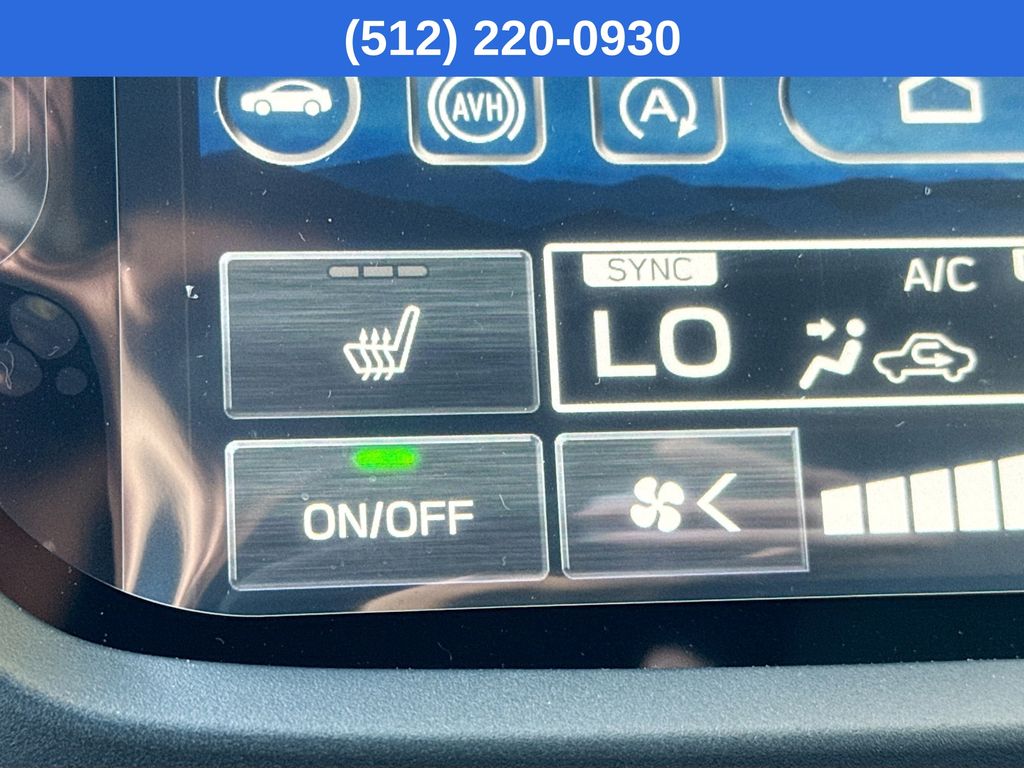 (512) 220-0930
AVH
A
SYNC
A/C
LO
ON/OFF